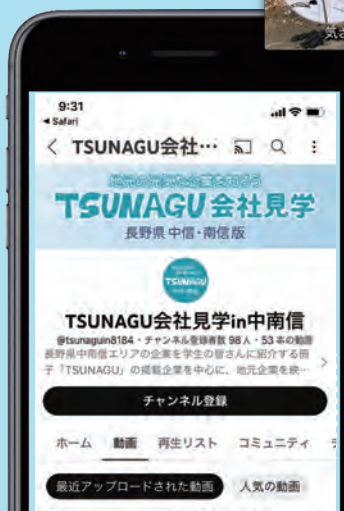 気さ
9:31
◀ Safari
TSUNAGU会社…
地元の元気な企業を知ろう
TSUNAGU会社見学
長野県 中信・南信版
TSUNAGU
TSUNAGU会社見学in中南信
@tsunaguin8184・チャンネル登録者数 98人・53 本の動画
長野県中南信エリアの企業を学生の皆さんに紹介する冊
子「TSUNAGU」の掲載企業を中心に、地元企業を映…
チャンネル登録
ホーム 動画 再生リスト コミュニティ
最近アップロードされた動画 人気の動画